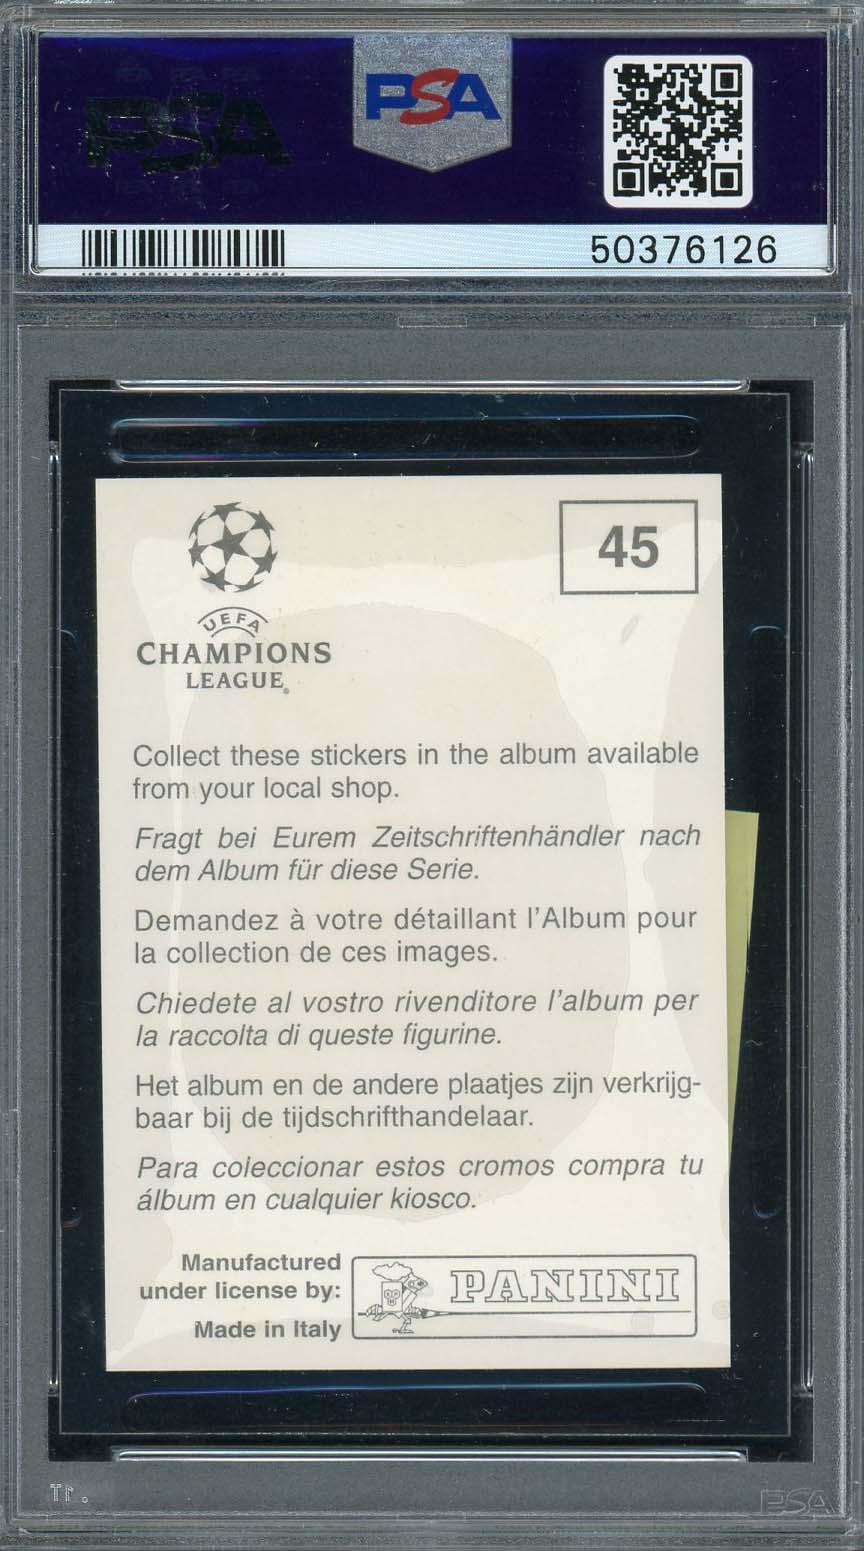 PSA
PSA
50376126
45
UEFA
CHAMPIONS
LEAGUE®
Collect these stickers in the album available
from your local shop.
Fragt bei Eurem Zeitschriftenhändler nach
dem Album für diese Serie.
Demandez à votre détaillant l'Album pour
la collection de ces images.
Chiedete al vostro rivenditore l'album per
la raccolta di queste figurine.
Het album en de andere plaatjes zijn verkrijg-
baar bij de tijdschrifthandelaar.
Para coleccionar estos cromos compra tu
álbum en cualquier kiosco.
Manufactured
under license by:
Made in Italy
PANINI
PSA